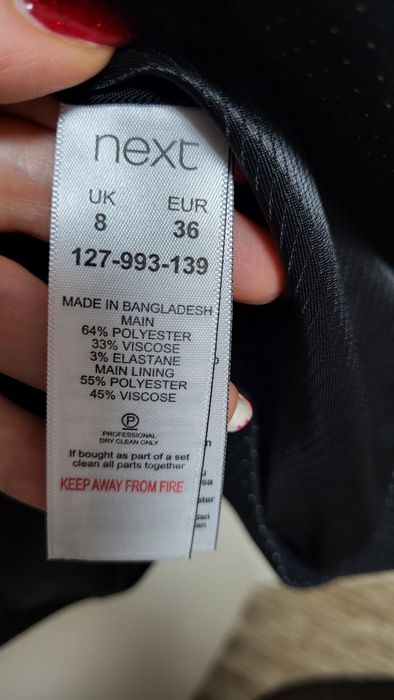 next
UK EUR
8 36
127-993-139
MADE IN BANGLADESH
MAIN
64% POLYESTER
33% VISCOSE
3% ELASTANE
MAIN LINING
55% POLYESTER
45% VISCOSE
P
PROFESSIONAL
DRY CLEAN ONLY
If bought as part of a set
clean all parts together
KEEP AWAY FROM FIRE